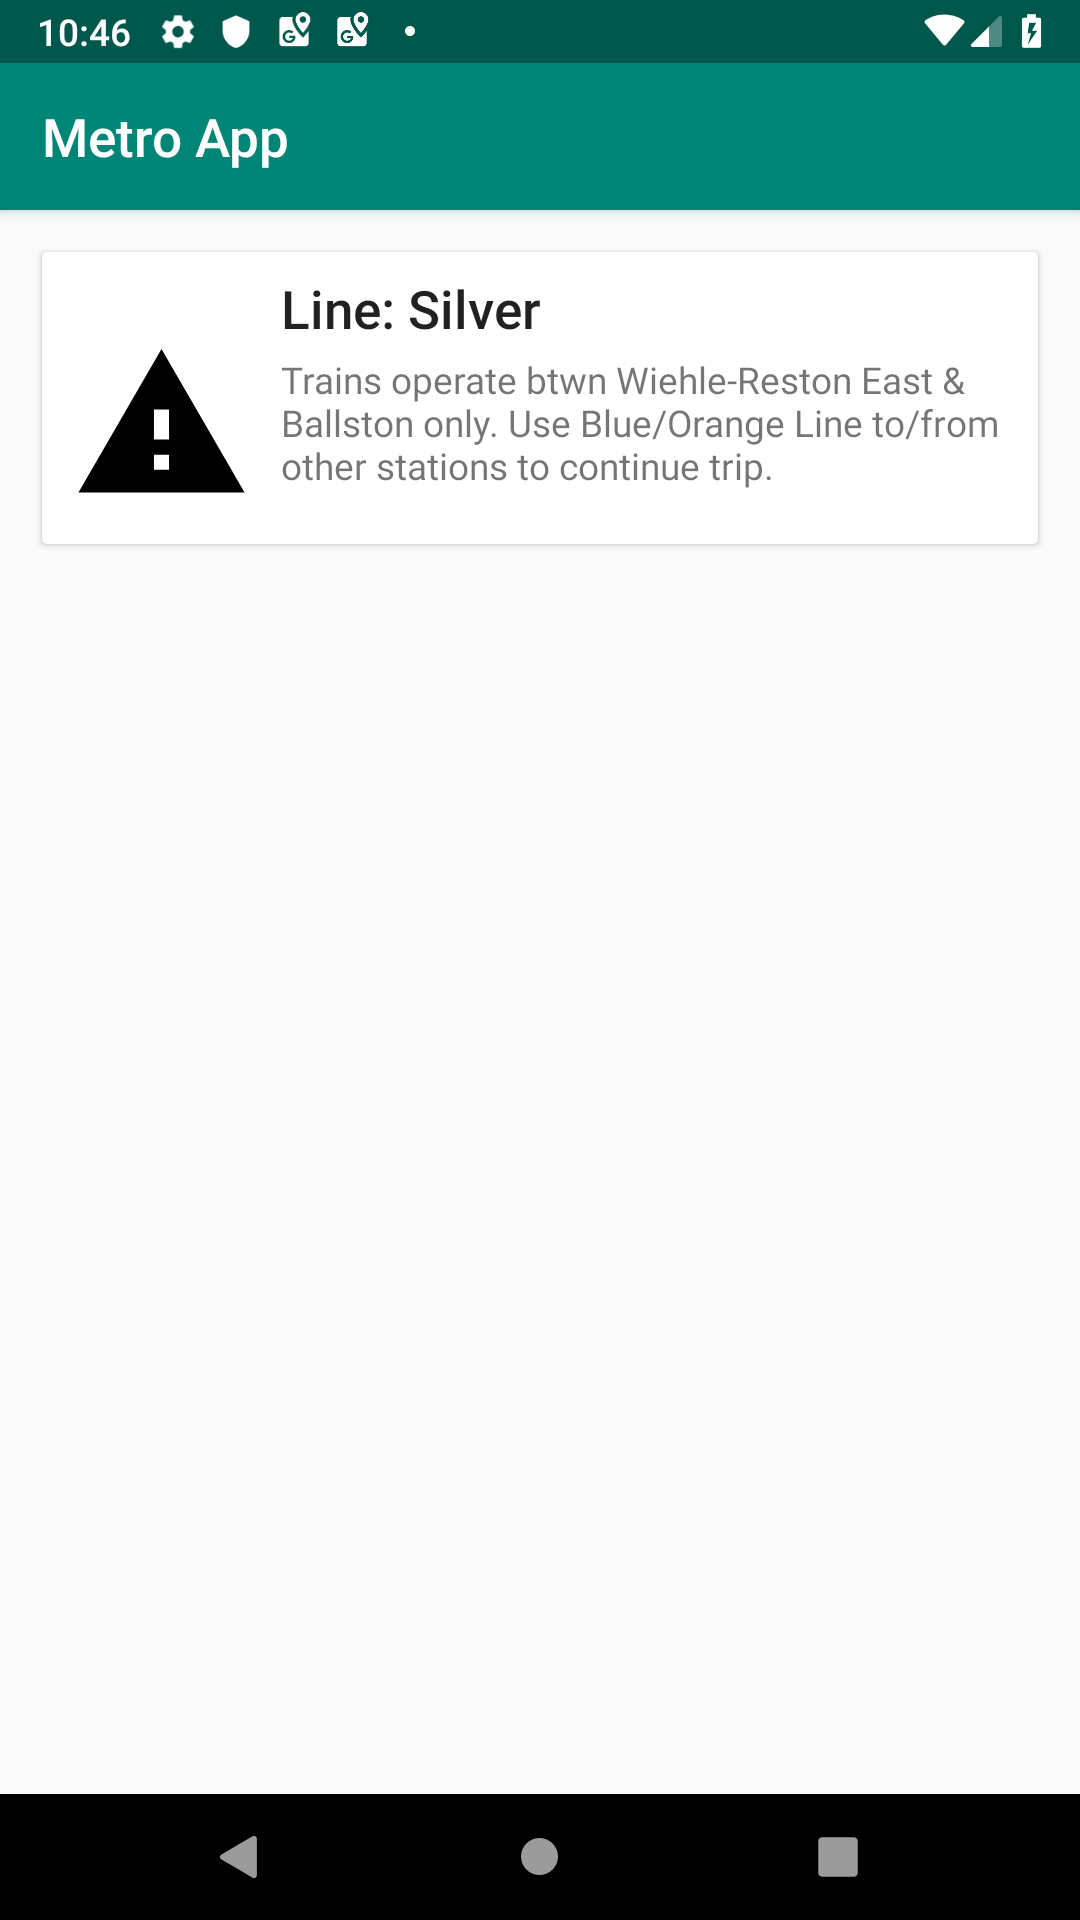 10:46
Metro App
Line: Silver
Trains operate btwn Wiehle-Reston East &
Ballston only. Use Blue/Orange Line to/from
other stations to continue trip.